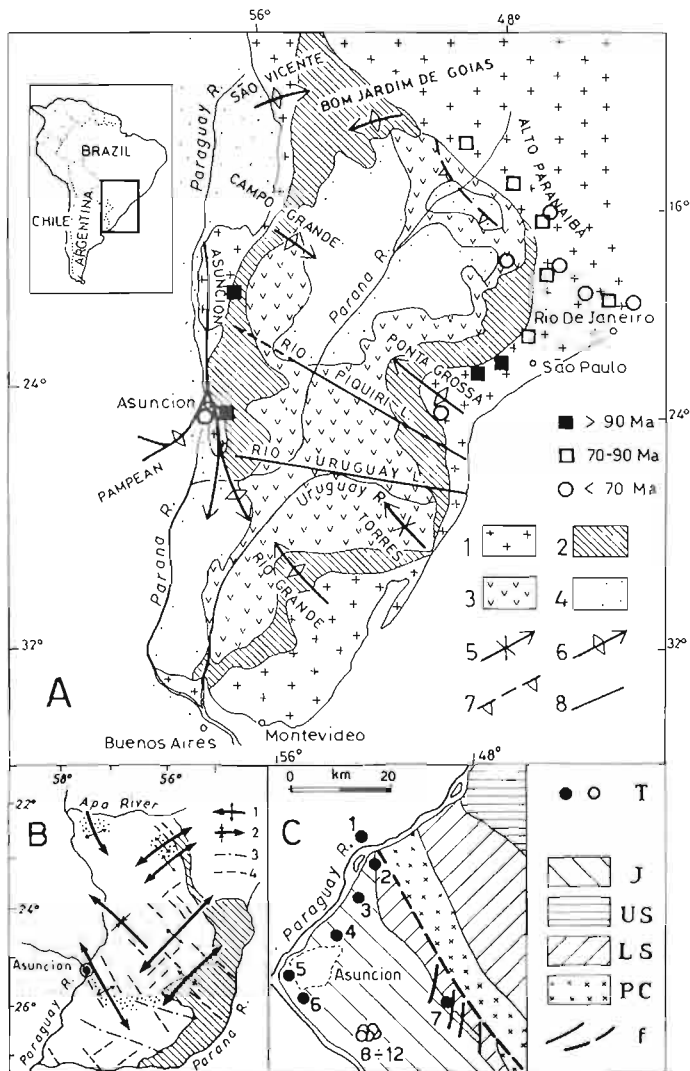 56°
48°
SÃO VICENTE
BOM JARDIM DE GOIAS
Paraguay R.
BRAZIL
CHILE
ARGENTINA
ALTO PARANAIBA
16°
CAMPO GRANDE
Parana R.
ASUNCION
Rio De Janeiro
RIO PIQUIRI L.
PONTA GROSSA
São Paulo
24°
24°
Asuncion
PAMPEAN
RIO URUGUAY L.
Uruguay R.
TORRES
Parana R.
RIO GRANDE
> 90 Ma
70-90 Ma
< 70 Ma
1
2
3
4
5
6
7
8
32°
32°
A
Buenos Aires
Montevideo
58°
56°
22°
Apa River
B
1
2
3
4
24°
Asuncion
26°
Paraguay R.
Parana R.
56°
48°
0 km 20
C
Paraguay R.
1
2
3
4
Asuncion
5
6
7
8÷12
T
J
US
LS
PC
f